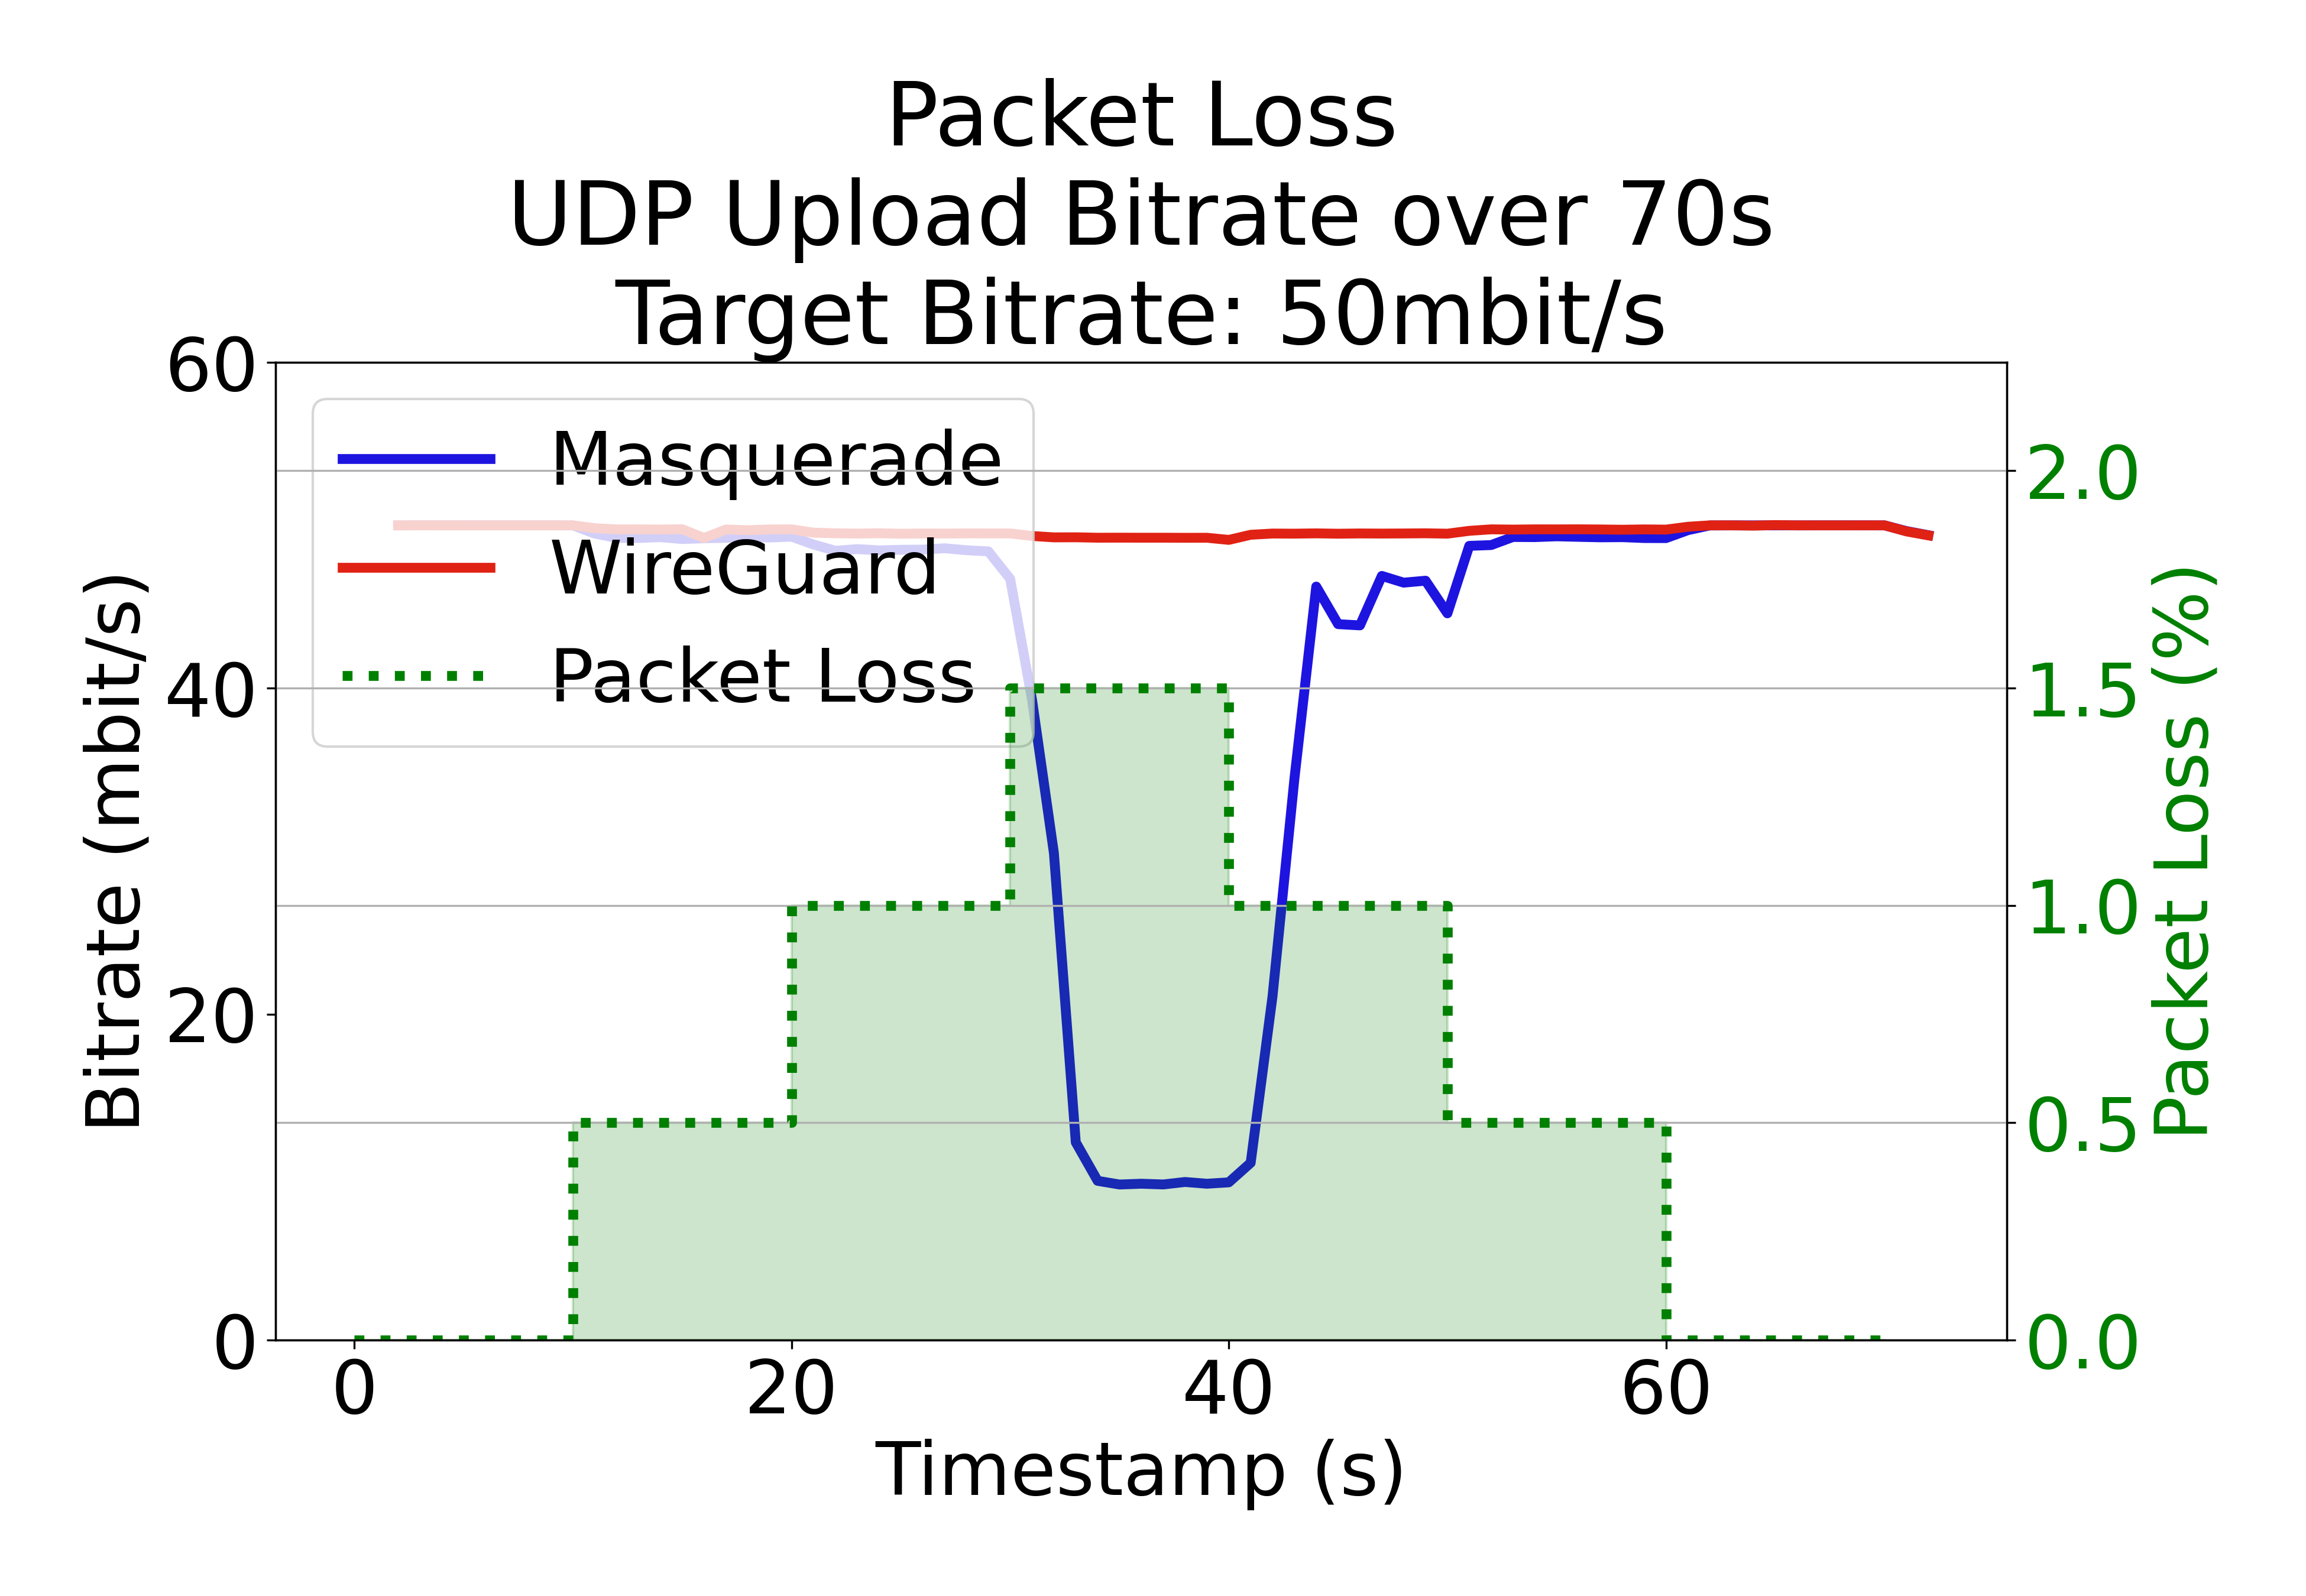 Packet Loss
UDP Upload Bitrate over 70s
Target Bitrate: 50mbit/s
60
40
20
0
Bitrate (mbit/s)
Masquerade
WireGuard
Packet Loss
2.0
1.5
1.0
0.5
0.0
Packet Loss (%)
0 20 40 60
Timestamp (s)